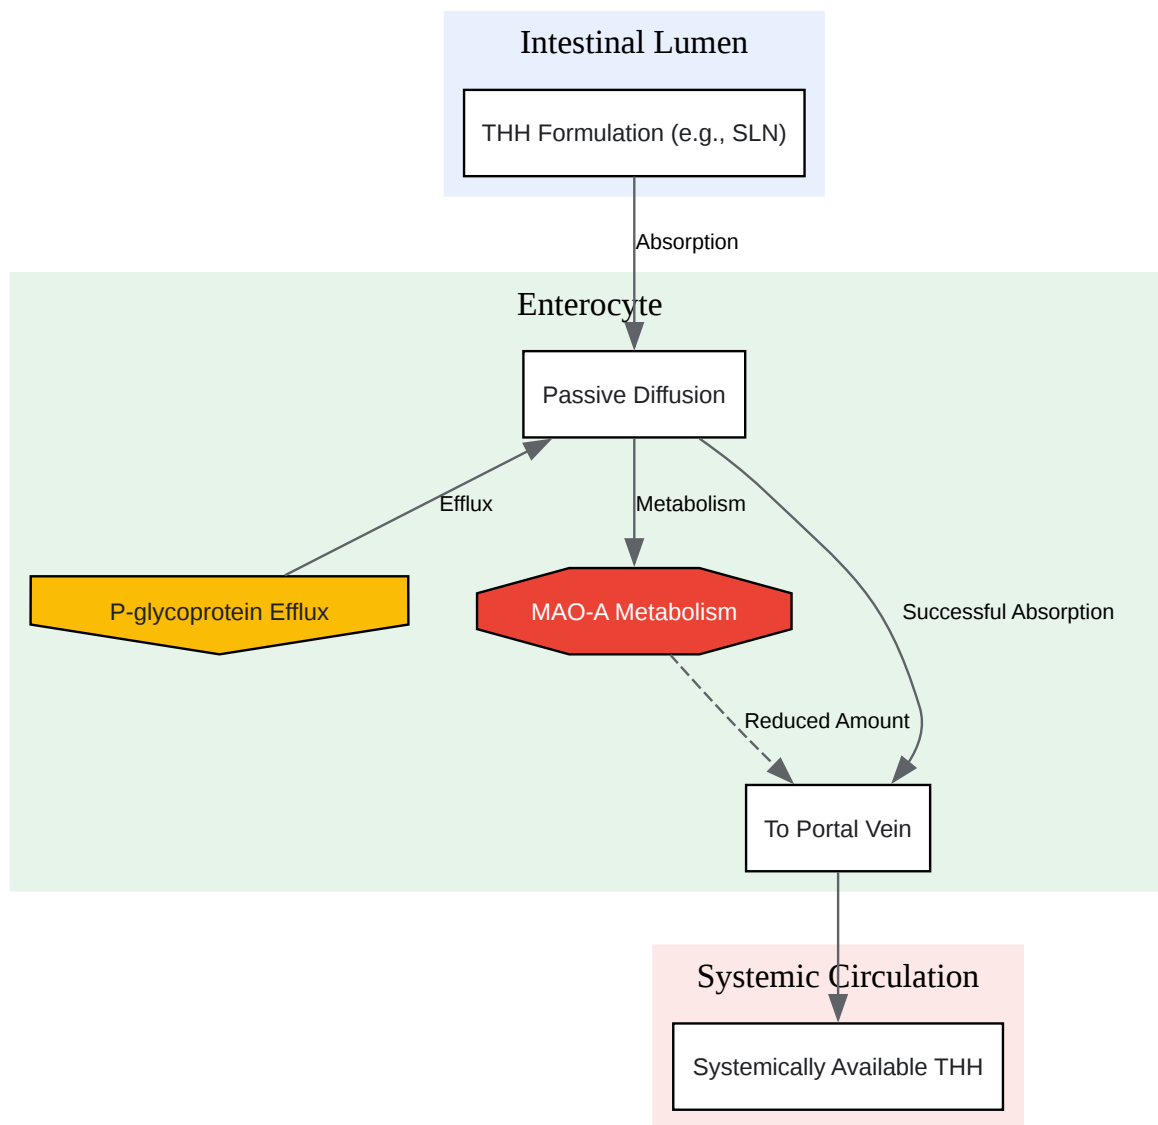 Intestinal Lumen
THH Formulation (e.g., SLN)
Absorption
Enterocyte
Passive Diffusion
Efflux
Metabolism
P-glycoprotein Efflux
MAO-A Metabolism
Successful Absorption
Reduced Amount
To Portal Vein
Systemic Circulation
Systemically Available THH